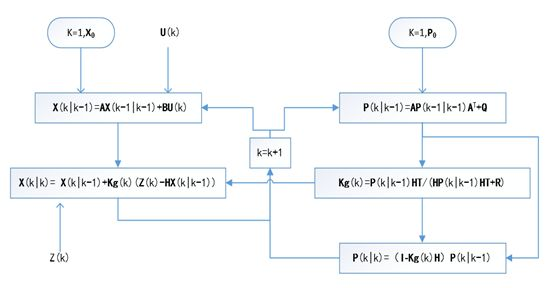 K=1,X₀
U(k)
K=1,P₀
X(k|k-1)=AX(k-1|k-1)+BU(k)
P(k|k-1)=AP(k-1|k-1)Aᵀ+Q
k=k+1
X(k|k)= X(k|k-1)+Kg(k)(Z(k)-HX(k|k-1))
Kg(k)=P(k|k-1)HT/(HP(k|k-1)HT+R)
Z(k)
P(k|k)= (I-Kg(k)H) P(k|k-1)